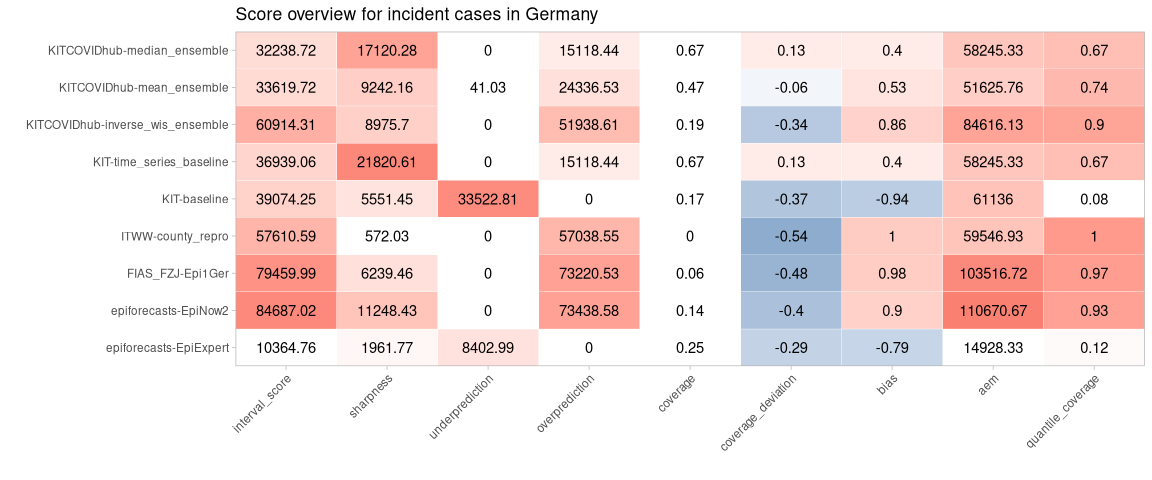 Score overview for incident cases in Germany
KITCOVIDhub-median_ensemble 32238.72 17120.28 0 15118.44 0.67 0.13 0.4 58245.33 0.67
KITCOVIDhub-mean_ensemble 33619.72 9242.16 41.03 24336.53 0.47 -0.06 0.53 51625.76 0.74
KITCOVIDhub-inverse_wis_ensemble 60914.31 8975.7 0 51938.61 0.19 -0.34 0.86 84616.13 0.9
KIT-time_series_baseline 36939.06 21820.61 0 15118.44 0.67 0.13 0.4 58245.33 0.67
KIT-baseline 39074.25 5551.45 33522.81 0 0.17 -0.37 -0.94 61136 0.08
ITWW-county_repro 57610.59 572.03 0 57038.55 0 -0.54 1 59546.93 1
FIAS_FZJ-Epi1Ger 79459.99 6239.46 0 73220.53 0.06 -0.48 0.98 103516.72 0.97
epiforecasts-EpiNow2 84687.02 11248.43 0 73438.58 0.14 -0.4 0.9 110670.67 0.93
epiforecasts-EpiExpert 10364.76 1961.77 8402.99 0 0.25 -0.29 -0.79 14928.33 0.12
interval_score sharpness underprediction overprediction coverage coverage_deviation bias aem quantile_coverage